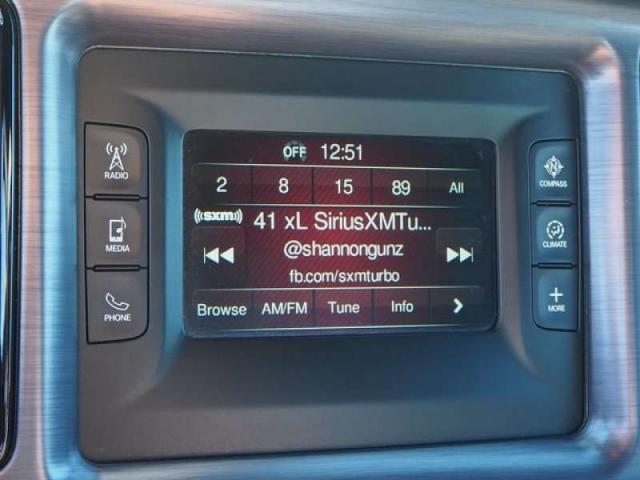 OFF 12:51
2 8 15 89 All
((sxm)) 41 xL SiriusXMTu...
@shannongunz
fb.com/sxmturbo
Browse AM/FM Tune Info
RADIO
MEDIA
PHONE
COMPASS
CLIMATE
MORE